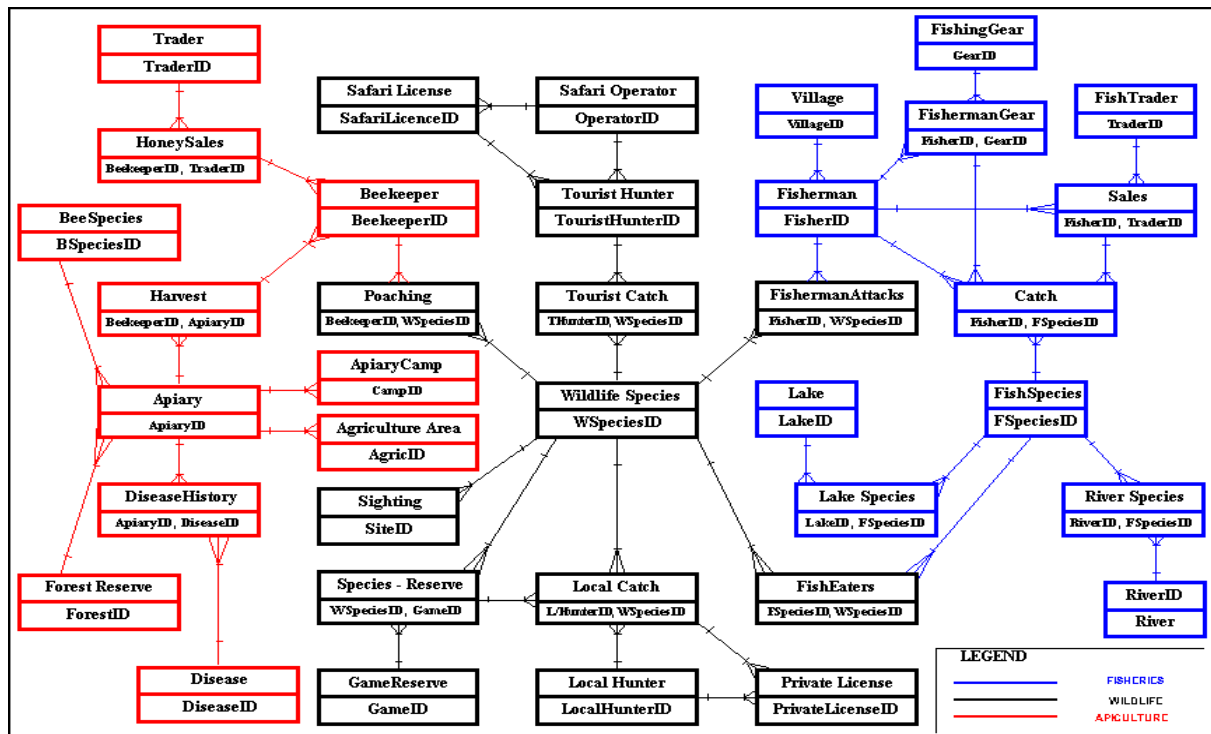 Trader
TraderID
HoneySales
BeekeeperID, TraderID
BeeSpecies
BSpeciesID
Beekeeper
BeekeeperID
Harvest
BeekeeperID, ApiaryID
Apiary
ApiaryID
ApiaryCamp
CampID
Agriculture Area
AgricID
DiseaseHistory
ApiaryID, DiseaseID
Forest Reserve
ForestID
Disease
DiseaseID
Safari License
SafariLicenceID
Safari Operator
OperatorID
Tourist Hunter
TouristHunterID
Poaching
BeekeeperID, WSpeciesID
Tourist Catch
THunterID, WSpeciesID
FishermanAttacks
FisherID, WSpeciesID
Wildlife Species
WSpeciesID
Sighting
SiteID
Species - Reserve
WSpeciesID, GameID
Local Catch
L/HunterID, WSpeciesID
FishEaters
FSpeciesID, WSpeciesID
GameReserve
GameID
Local Hunter
LocalHunterID
Private License
PrivateLicenseID
FishingGear
GearID
Village
VillageID
FishermanGear
FisherID, GearID
FishTrader
TraderID
Fisherman
FisherID
Sales
FisherID, TraderID
Catch
FisherID, FSpeciesID
Lake
LakeID
FishSpecies
FSpeciesID
Lake Species
LakeID, FSpeciesID
River Species
RiverID, FSpeciesID
RiverID
River
LEGEND
FISHERIES
WILDLIFE
APICULTURE